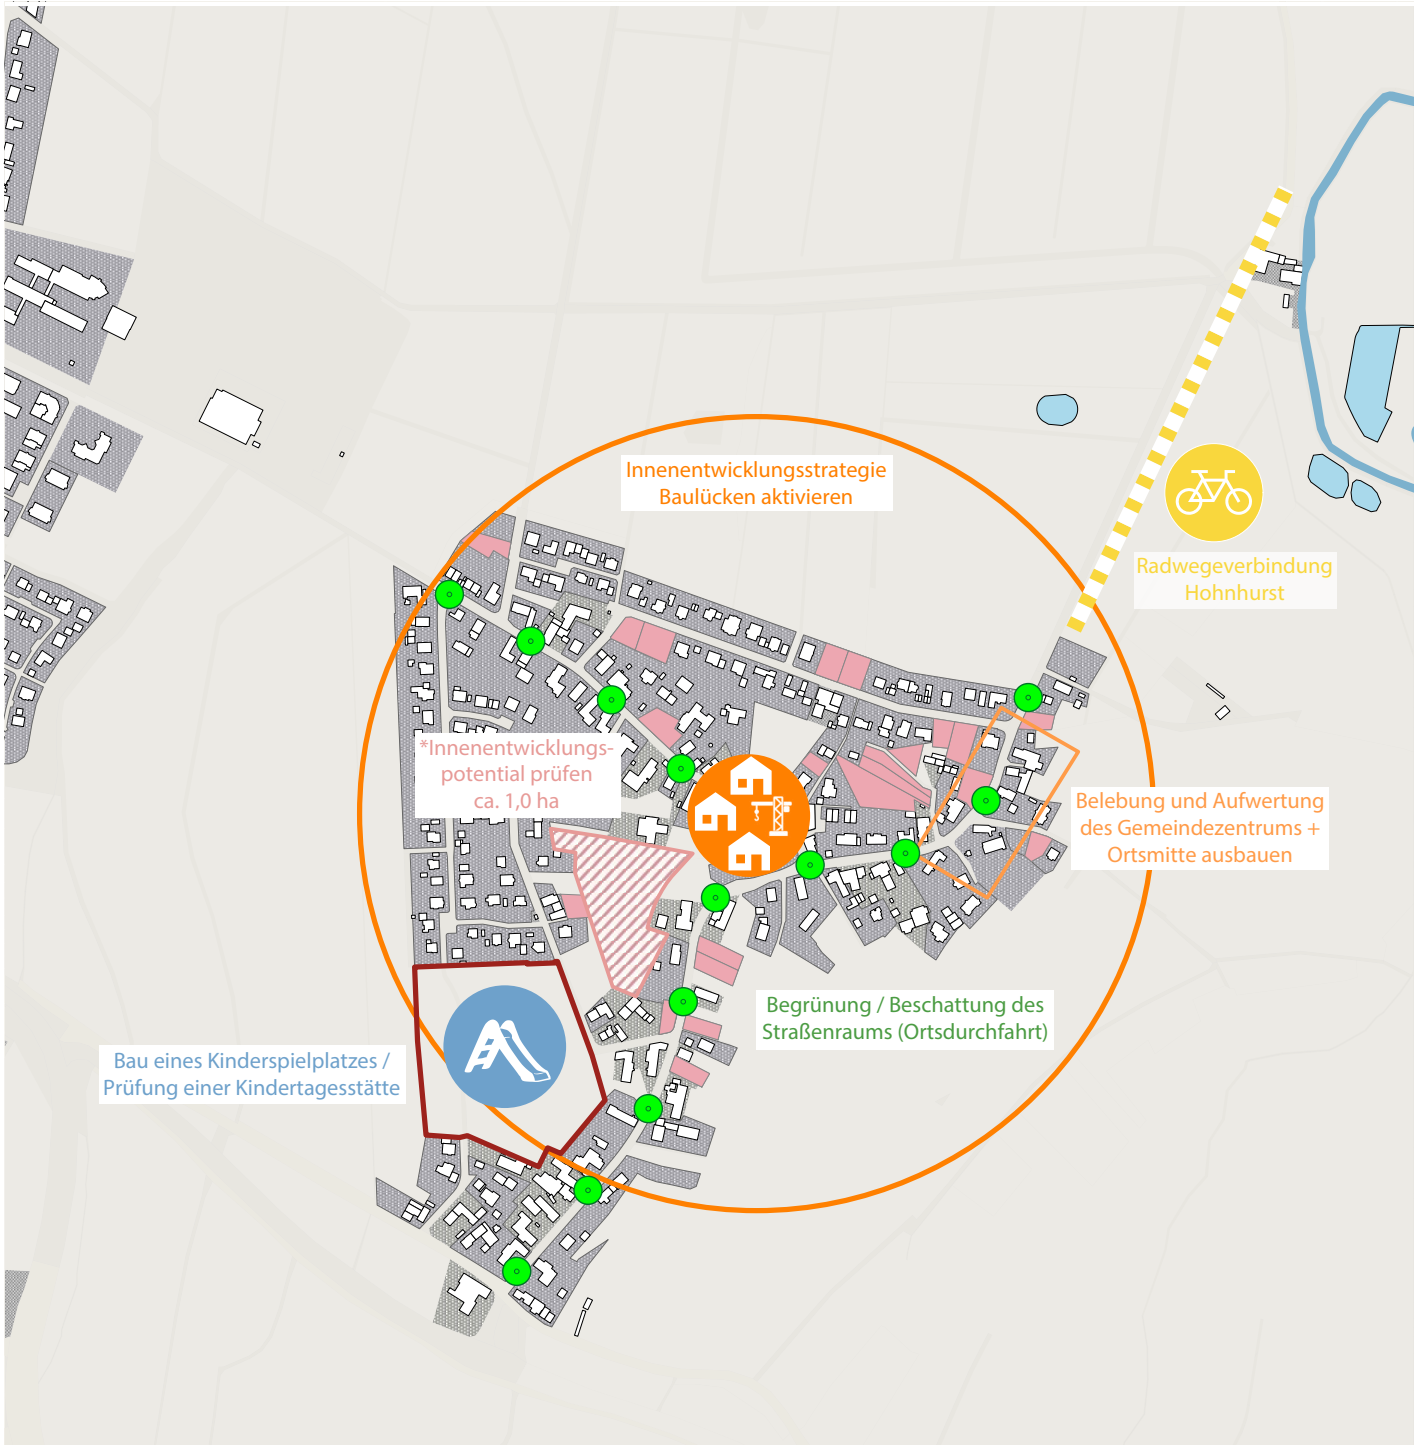 Innenentwicklungsstrategie
Baulücken aktivieren
Radwegeverbindung
Hohnhurst
*Innenentwicklungs-
potential prüfen
ca. 1,0 ha
Belebung und Aufwertung
des Gemeindezentrums +
Ortsmitte ausbauen
Begrünung / Beschattung des
Straßenraums (Ortsdurchfahrt)
Bau eines Kinderspielplatzes /
Prüfung einer Kindertagesstätte